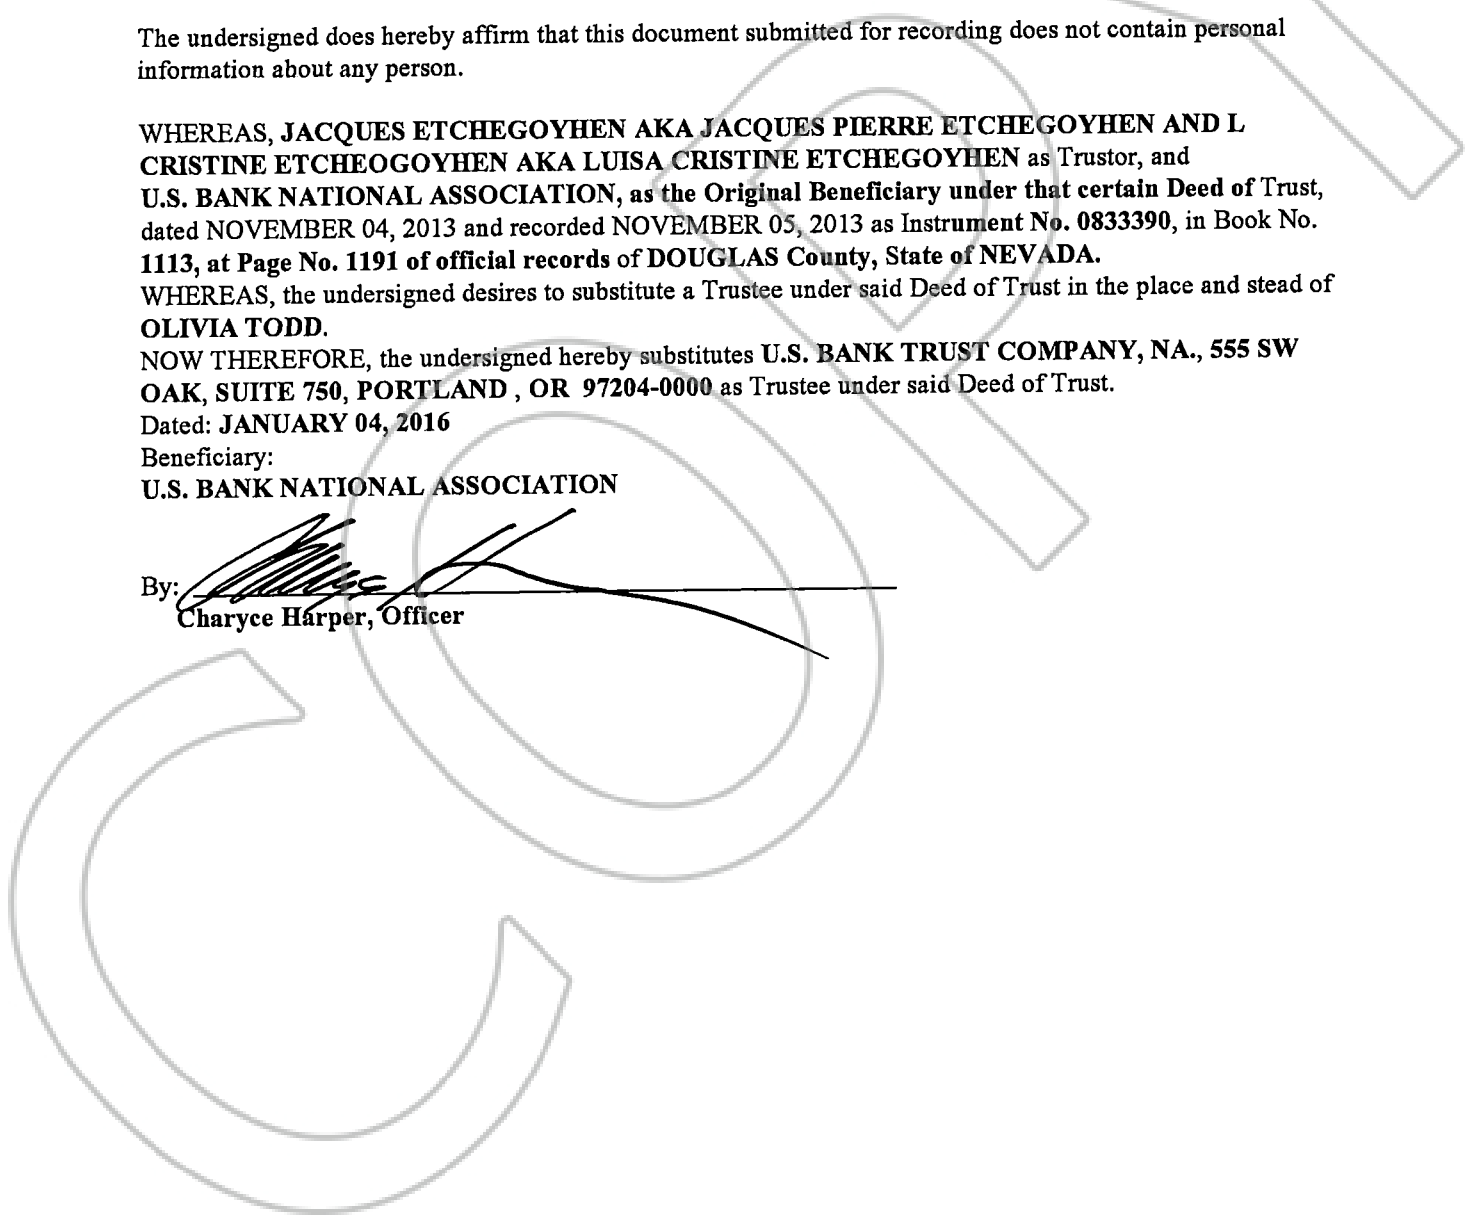 The undersigned does hereby affirm that this document submitted for recording does not contain personal
information about any person.
WHEREAS, JACQUES ETCHEGOYHEN AKA JACQUES PIERRE ETCHEGOYHEN AND L
CRISTINE ETCHEOGOYHEN AKA LUISA CRISTINE ETCHEGOYHEN as Trustor, and
U.S. BANK NATIONAL ASSOCIATION, as the Original Beneficiary under that certain Deed of Trust,
dated NOVEMBER 04, 2013 and recorded NOVEMBER 05, 2013 as Instrument No. 0833390, in Book No.
1113, at Page No. 1191 of official records of DOUGLAS County, State of NEVADA.
WHEREAS, the undersigned desires to substitute a Trustee under said Deed of Trust in the place and stead of
OLIVIA TODD.
NOW THEREFORE, the undersigned hereby substitutes U.S. BANK TRUST COMPANY, NA., 555 SW
OAK, SUITE 750, PORTLAND , OR 97204-0000 as Trustee under said Deed of Trust.
Dated: JANUARY 04, 2016
Beneficiary:
U.S. BANK NATIONAL ASSOCIATION
By:
Charyce Harper, Officer
COPY